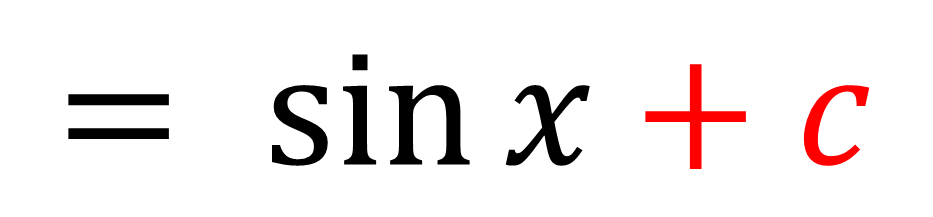 = sin x + c